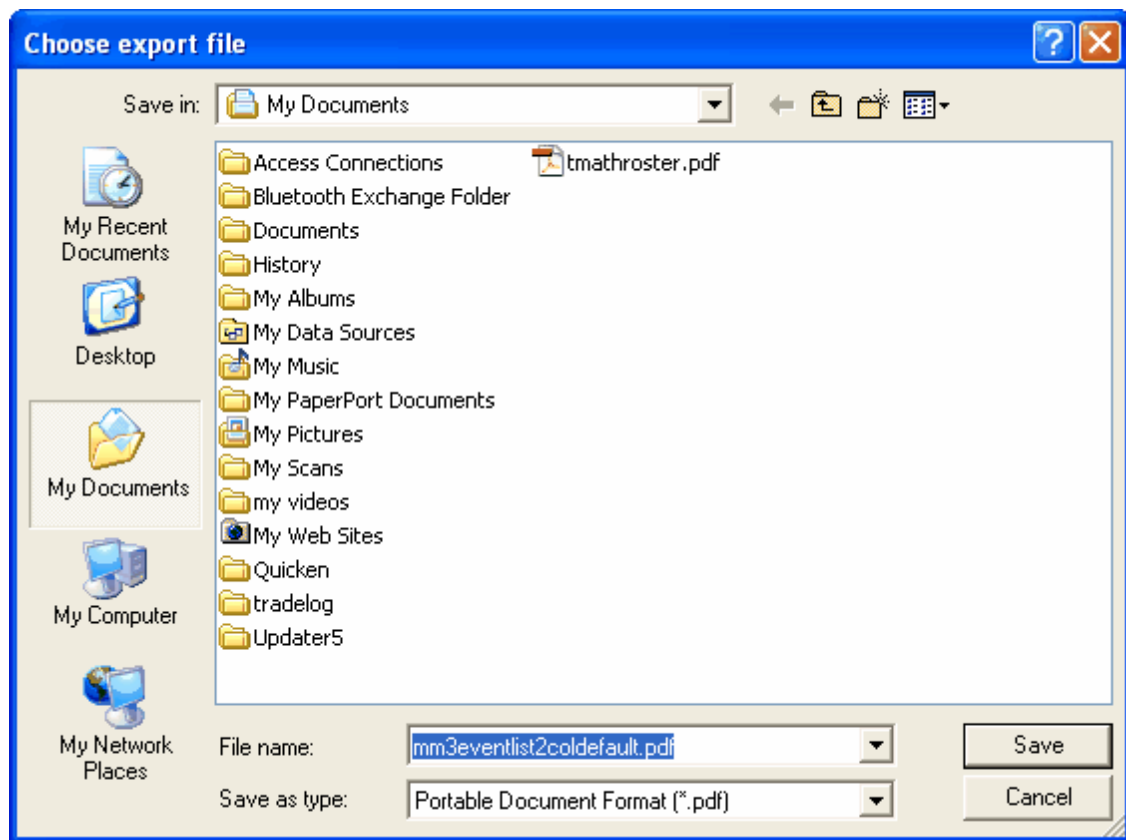 Choose export file
Save in: My Documents
My Recent
Documents
Desktop
My Documents
My Computer
My Network
Places
Access Connections
Bluetooth Exchange Folder
Documents
History
My Albums
My Data Sources
My Music
My PaperPort Documents
My Pictures
My Scans
my videos
My Web Sites
Quicken
tradelog
Updater5
tmathroster.pdf
File name: mm3eventlist2coldefault.pdf Save
Save as type: Portable Document Format (*.pdf) Cancel